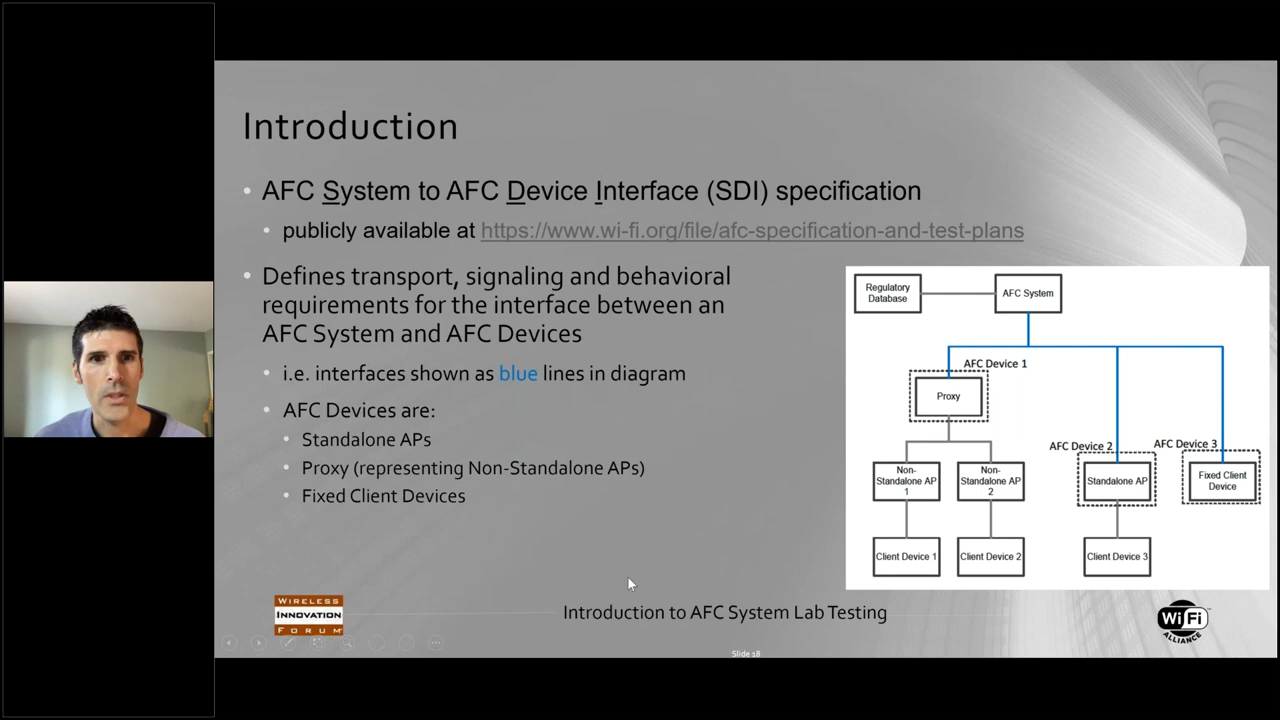 Introduction
• AFC System to AFC Device Interface (SDI) specification
• publicly available at https://www.wi-fi.org/file/afc-specification-and-test-plans
• Defines transport, signaling and behavioral
requirements for the interface between an
AFC System and AFC Devices
• i.e. interfaces shown as blue lines in diagram
• AFC Devices are:
• Standalone APs
• Proxy (representing Non-Standalone APs)
• Fixed Client Devices
Regulatory
Database
AFC System
AFC Device 1
Proxy
AFC Device 2
AFC Device 3
Non-
Standalone AP
1
Non-
Standalone AP
2
Standalone AP
Fixed Client
Device
Client Device 1
Client Device 2
Client Device 3
WIRELESS
INNOVATION
FORUM
Introduction to AFC System Lab Testing
Wi Fi
ALLIANCE
Slide 18